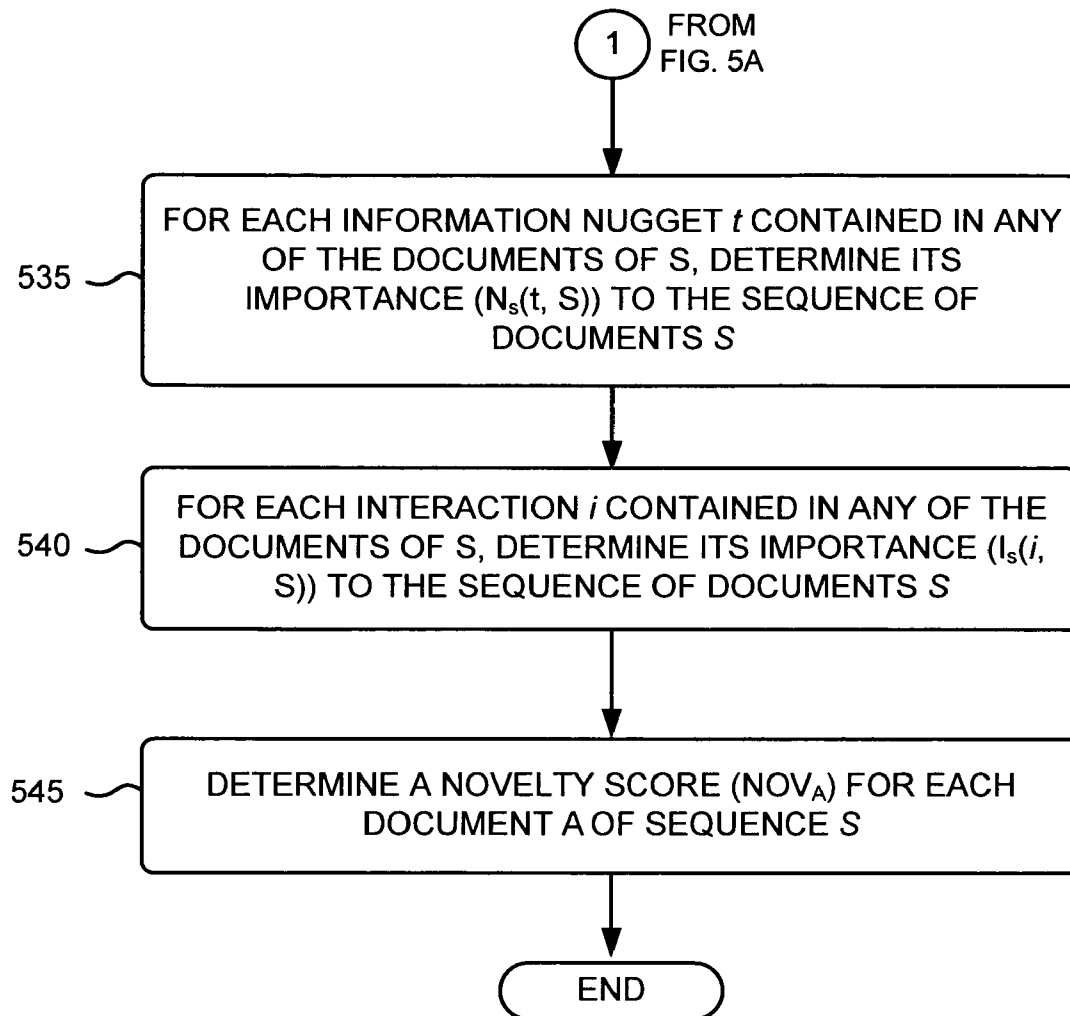 1
FROM
FIG. 5A
535
FOR EACH INFORMATION NUGGET t CONTAINED IN ANY
OF THE DOCUMENTS OF S, DETERMINE ITS
IMPORTANCE (Ns(t, S)) TO THE SEQUENCE OF
DOCUMENTS S
540
FOR EACH INTERACTION i CONTAINED IN ANY OF THE
DOCUMENTS OF S, DETERMINE ITS IMPORTANCE (Is(i,
S)) TO THE SEQUENCE OF DOCUMENTS S
545
DETERMINE A NOVELTY SCORE (NOVA) FOR EACH
DOCUMENT A OF SEQUENCE S
END